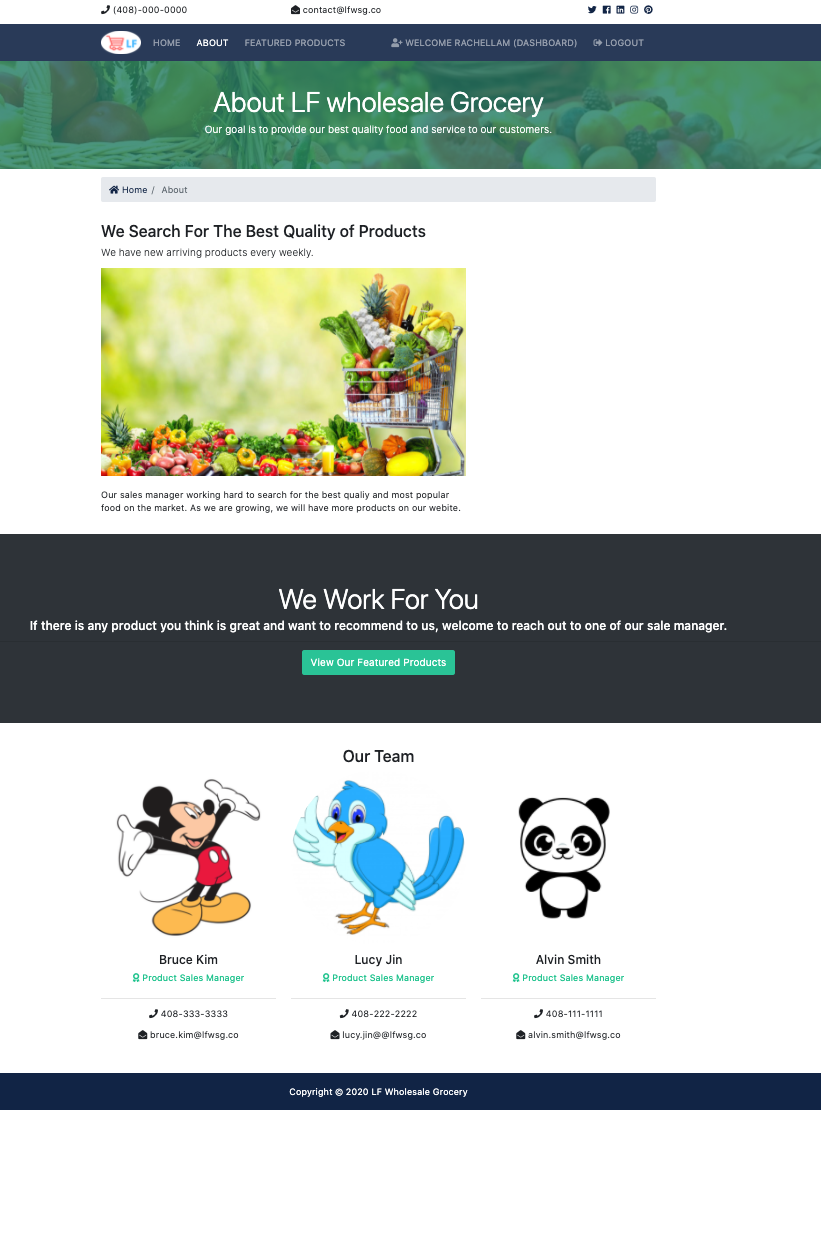 (408)-000-0000
contact@lfwsg.co
LF
HOME
ABOUT
FEATURED PRODUCTS
WELCOME RACHELLAM (DASHBOARD)
LOGOUT
About LF wholesale Grocery
Our goal is to provide our best quality food and service to our customers.
Home / About
We Search For The Best Quality of Products
We have new arriving products every weekly.
Our sales manager working hard to search for the best qualiy and most popular
food on the market. As we are growing, we will have more products on our webite.
We Work For You
If there is any product you think is great and want to recommend to us, welcome to reach out to one of our sale manager.
View Our Featured Products
Our Team
Bruce Kim
Product Sales Manager
408-333-3333
bruce.kim@lfwsg.co
Lucy Jin
Product Sales Manager
408-222-2222
lucy.jin@@lfwsg.co
Alvin Smith
Product Sales Manager
408-111-1111
alvin.smith@lfwsg.co
Copyright © 2020 LF Wholesale Grocery